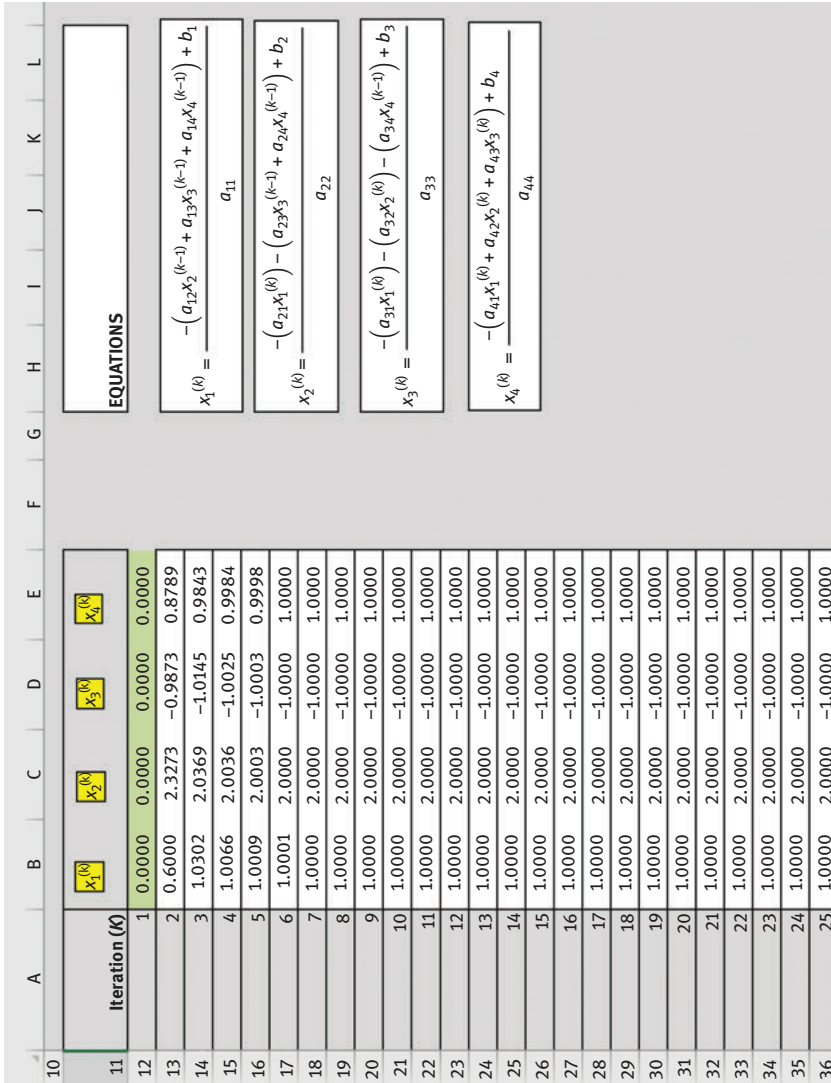 A B C D E F G H I J K L
10
11 Iteration (K) x₁⁽ᵏ⁾ x₂⁽ᵏ⁾ x₃⁽ᵏ⁾ x₄⁽ᵏ⁾
12 1 0.0000 0.0000 0.0000 0.0000
13 2 0.6000 2.3273 −0.9873 0.8789
14 3 1.0302 2.0369 −1.0145 0.9843
15 4 1.0066 2.0036 −1.0025 0.9984
16 5 1.0009 2.0003 −1.0003 0.9998
17 6 1.0001 2.0000 −1.0000 1.0000
18 7 1.0000 2.0000 −1.0000 1.0000
19 8 1.0000 2.0000 −1.0000 1.0000
20 9 1.0000 2.0000 −1.0000 1.0000
21 10 1.0000 2.0000 −1.0000 1.0000
22 11 1.0000 2.0000 −1.0000 1.0000
23 12 1.0000 2.0000 −1.0000 1.0000
24 13 1.0000 2.0000 −1.0000 1.0000
25 14 1.0000 2.0000 −1.0000 1.0000
26 15 1.0000 2.0000 −1.0000 1.0000
27 16 1.0000 2.0000 −1.0000 1.0000
28 17 1.0000 2.0000 −1.0000 1.0000
29 18 1.0000 2.0000 −1.0000 1.0000
30 19 1.0000 2.0000 −1.0000 1.0000
31 20 1.0000 2.0000 −1.0000 1.0000
32 21 1.0000 2.0000 −1.0000 1.0000
33 22 1.0000 2.0000 −1.0000 1.0000
34 23 1.0000 2.0000 −1.0000 1.0000
35 24 1.0000 2.0000 −1.0000 1.0000
36 25 1.0000 2.0000 −1.0000 1.0000
EQUATIONS
−(a₁₂x₂⁽ᵏ⁻¹⁾ + a₁₃x₃⁽ᵏ⁻¹⁾ + a₁₄x₄⁽ᵏ⁻¹⁾) + b₁
x₁⁽ᵏ⁾ =
a₁₁
−(a₂₁x₁⁽ᵏ⁾) − (a₂₃x₃⁽ᵏ⁻¹⁾ + a₂₄x₄⁽ᵏ⁻¹⁾) + b₂
x₂⁽ᵏ⁾ =
a₂₂
−(a₃₁x₁⁽ᵏ⁾) − (a₃₂x₂⁽ᵏ⁾) − (a₃₄x₄⁽ᵏ⁻¹⁾) + b₃
x₃⁽ᵏ⁾ =
a₃₃
−(a₄₁x₁⁽ᵏ⁾ + a₄₂x₂⁽ᵏ⁾ + a₄₃x₃⁽ᵏ⁾) + b₄
x₄⁽ᵏ⁾ =
a₄₄